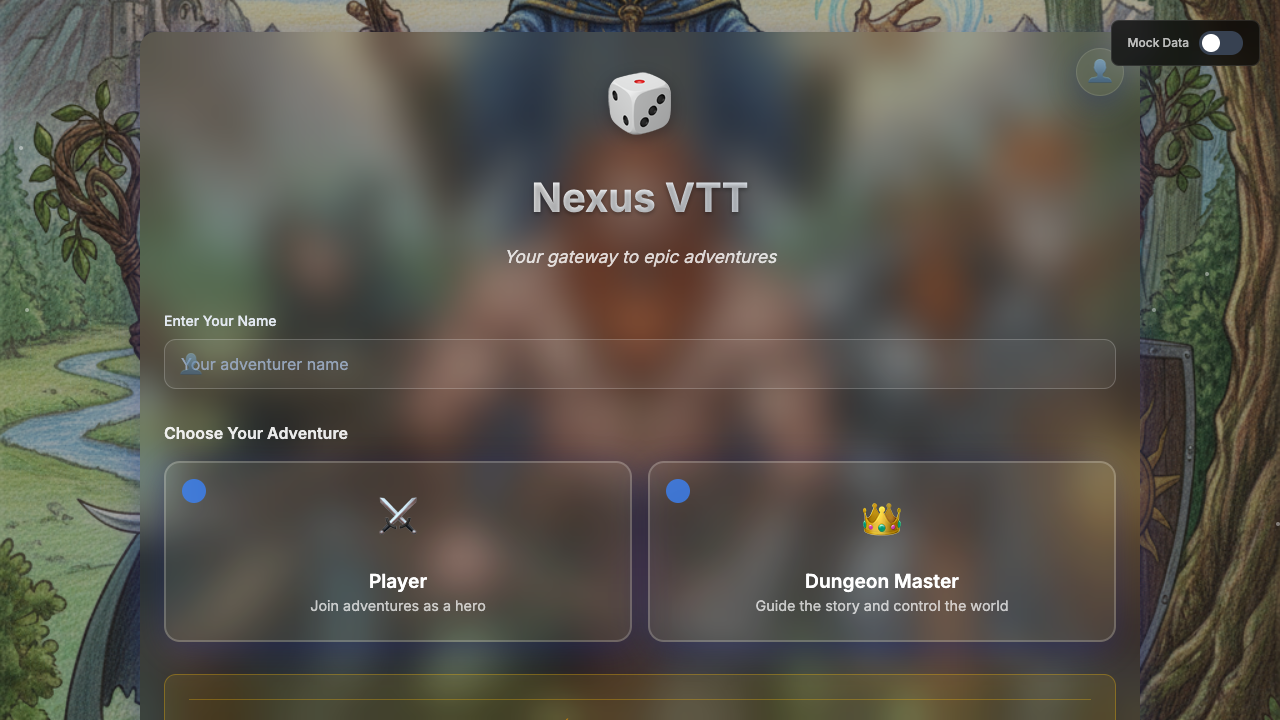 Mock Data
Nexus VTT
Your gateway to epic adventures
Enter Your Name
Your adventurer name
Choose Your Adventure
Player
Join adventures as a hero
Dungeon Master
Guide the story and control the world